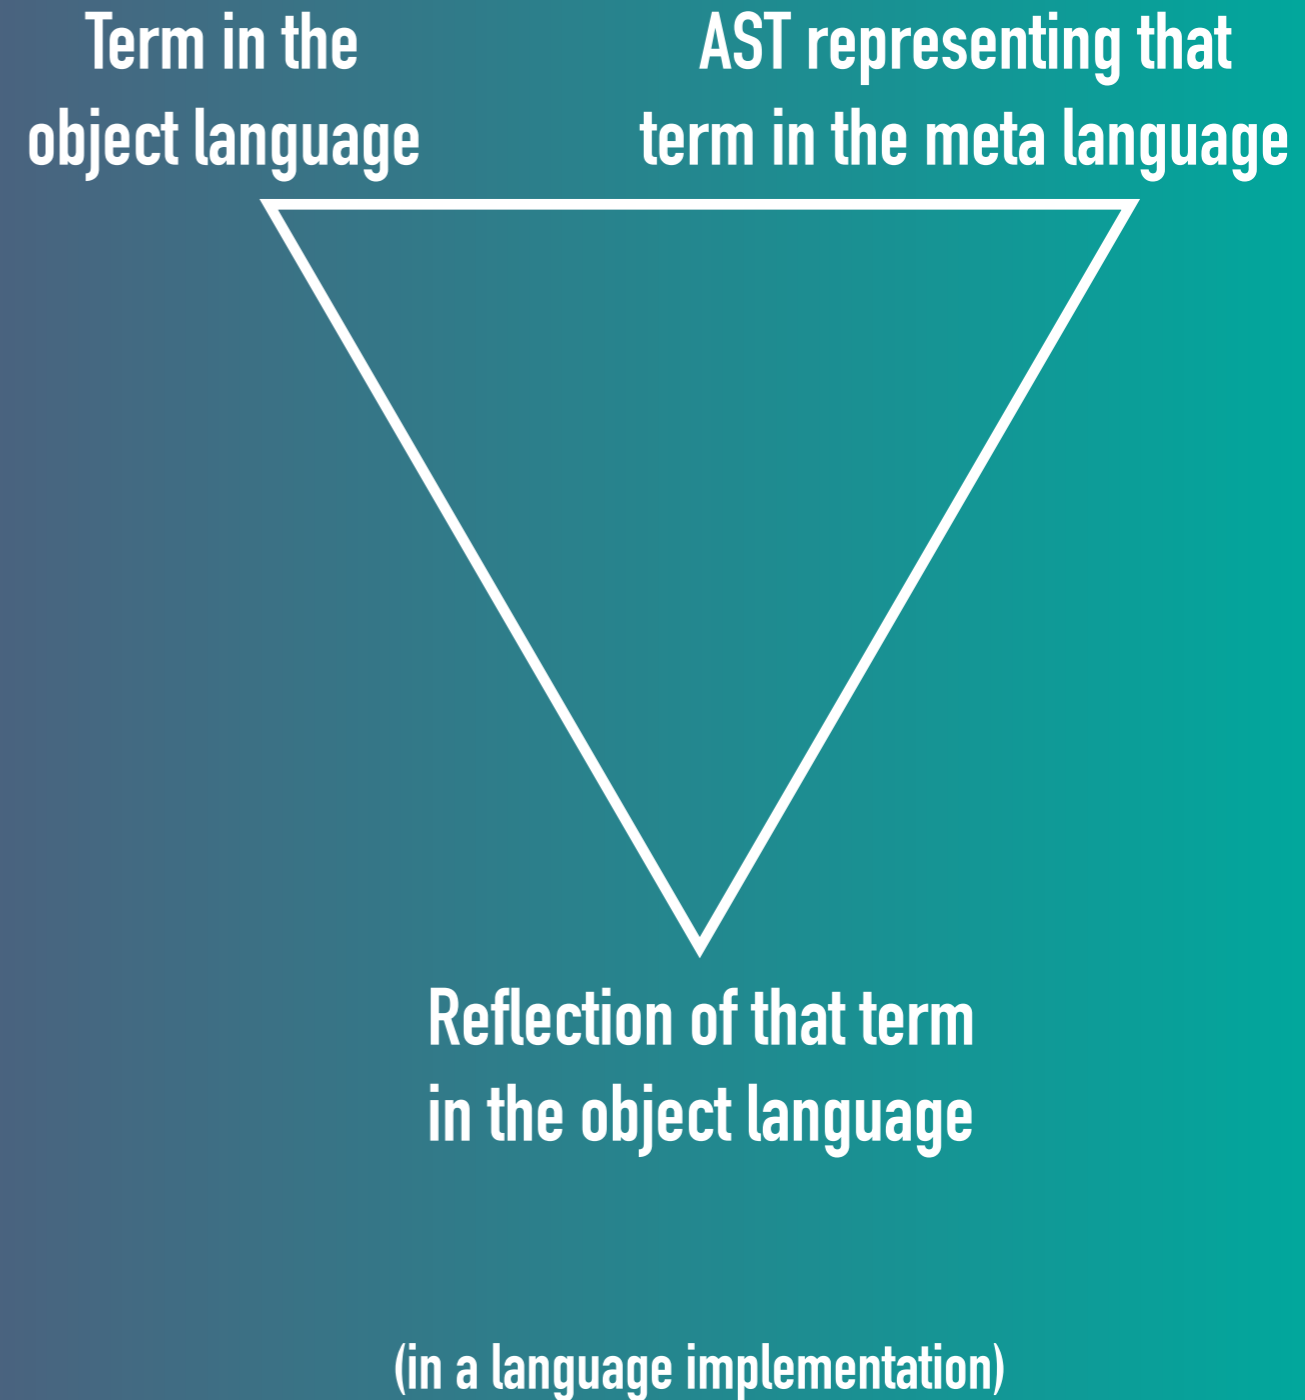 Term in the
object language
AST representing that
term in the meta language
Reflection of that term
in the object language
(in a language implementation)